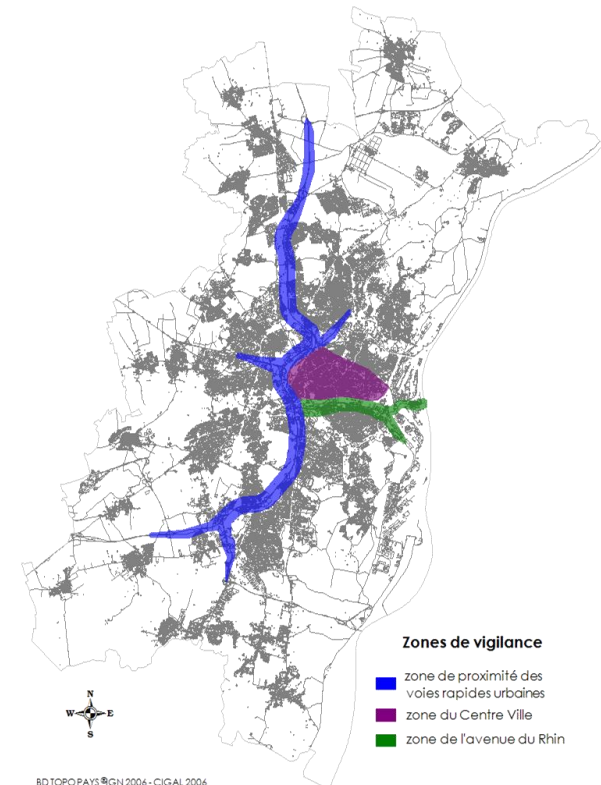 Zones de vigilance
zone de proximité des
voies rapides urbaines
zone du Centre Ville
zone de l'avenue du Rhin
N
W E
S
BD TOPO PAYS ®IGN 2006 - CIGAL 2006